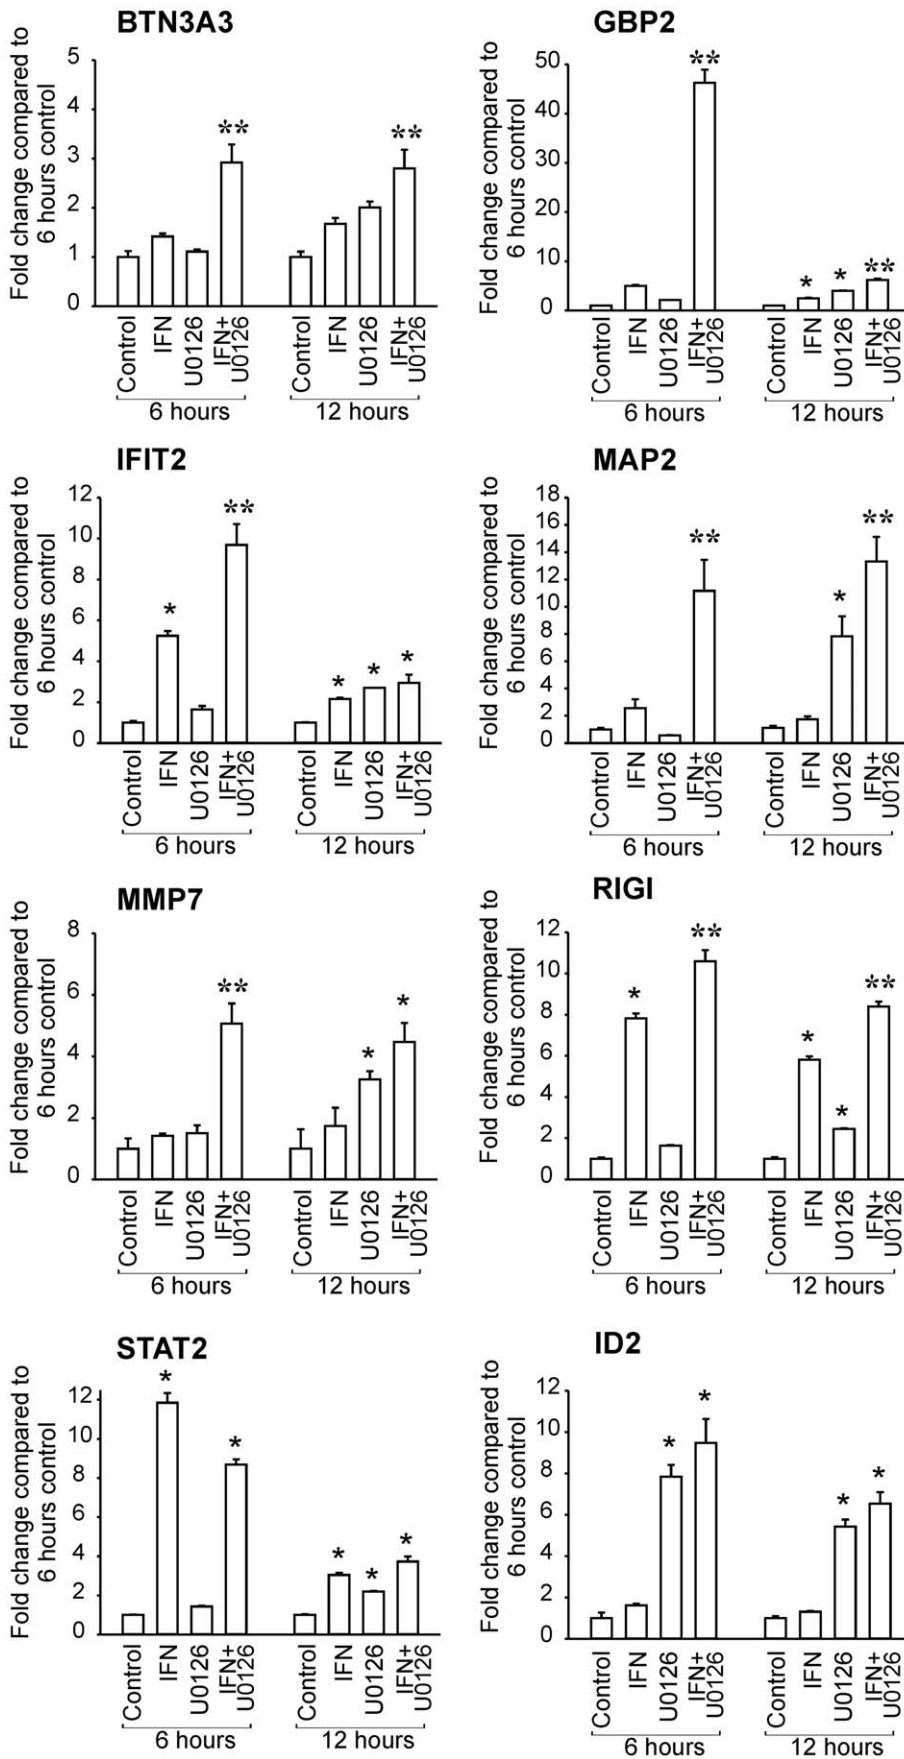 BTN3A3
Fold change compared to
6 hours control
5
4
3
2
1
0
** **
Control IFN U0126 IFN+ U0126 Control IFN U0126 IFN+ U0126
6 hours 12 hours
GBP2
Fold change compared to
6 hours control
50
40
30
20
10
0
** * * **
Control IFN U0126 IFN+ U0126 Control IFN U0126 IFN+ U0126
6 hours 12 hours
IFIT2
Fold change compared to
6 hours control
12
10
8
6
4
2
0
* ** * * *
Control IFN U0126 IFN+ U0126 Control IFN U0126 IFN+ U0126
6 hours 12 hours
MAP2
Fold change compared to
6 hours control
18
16
14
12
10
8
6
4
2
0
** * **
Control IFN U0126 IFN+ U0126 Control IFN U0126 IFN+ U0126
6 hours 12 hours
MMP7
Fold change compared to
6 hours control
8
6
4
2
0
** * *
Control IFN U0126 IFN+ U0126 Control IFN U0126 IFN+ U0126
6 hours 12 hours
RIGI
Fold change compared to
6 hours control
12
10
8
6
4
2
0
* ** * * **
Control IFN U0126 IFN+ U0126 Control IFN U0126 IFN+ U0126
6 hours 12 hours
STAT2
Fold change compared to
6 hours control
12
10
8
6
4
2
0
* * * * *
Control IFN U0126 IFN+ U0126 Control IFN U0126 IFN+ U0126
6 hours 12 hours
ID2
Fold change compared to
6 hours control
12
10
8
6
4
2
0
* * * *
Control IFN U0126 IFN+ U0126 Control IFN U0126 IFN+ U0126
6 hours 12 hours